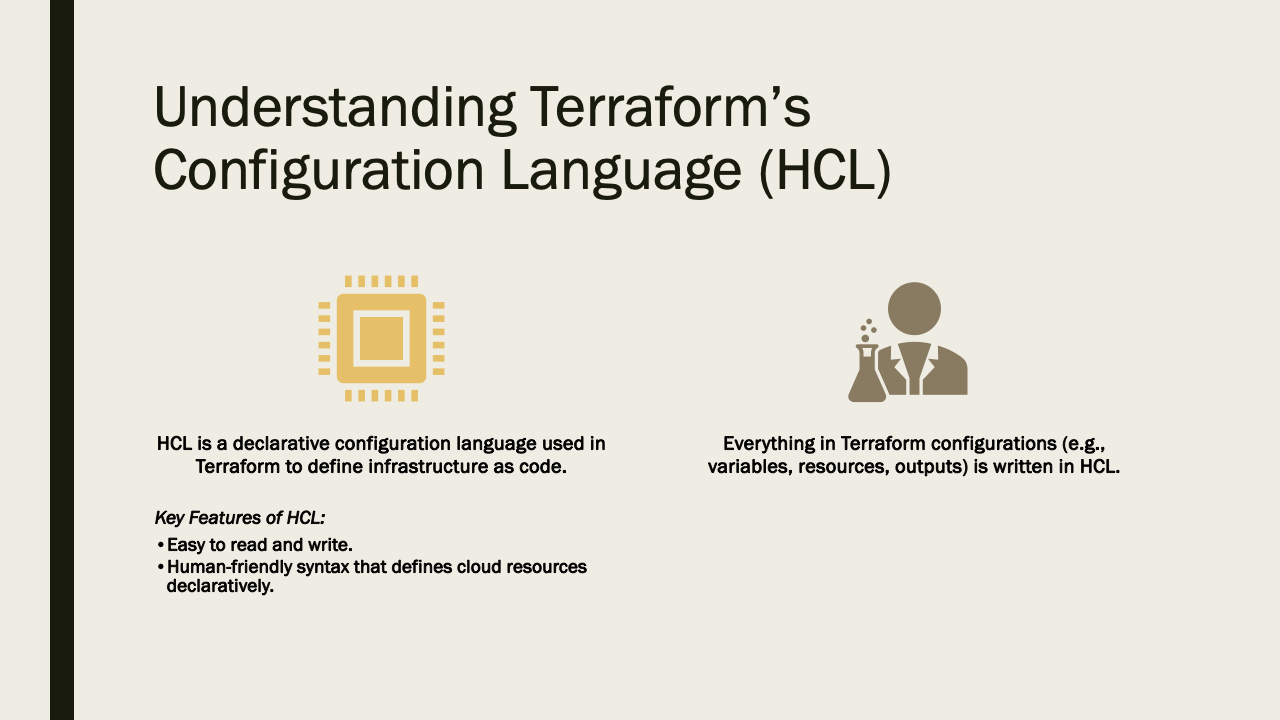 Understanding Terraform’s
Configuration Language (HCL)
HCL is a declarative configuration language used in
Terraform to define infrastructure as code.
Key Features of HCL:
•Easy to read and write.
•Human-friendly syntax that defines cloud resources
declaratively.
Everything in Terraform configurations (e.g.,
variables, resources, outputs) is written in HCL.